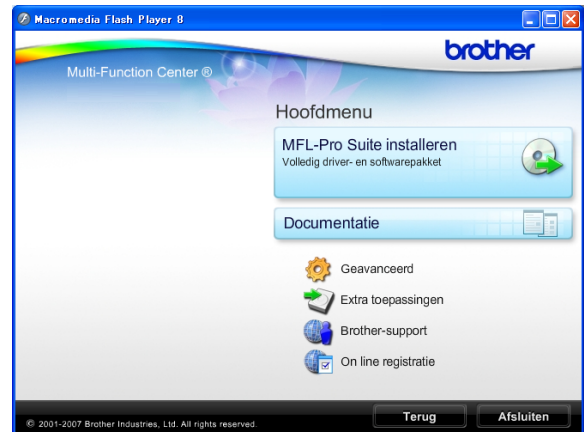 Macromedia Flash Player 8
brother
Multi-Function Center ®
Hoofdmenu
MFL-Pro Suite installeren
Volledig driver- en softwarepakket
Documentatie
Geavanceerd
Extra toepassingen
Brother-support
On line registratie
© 2001-2007 Brother Industries, Ltd. All rights reserved.
Terug
Afsluiten